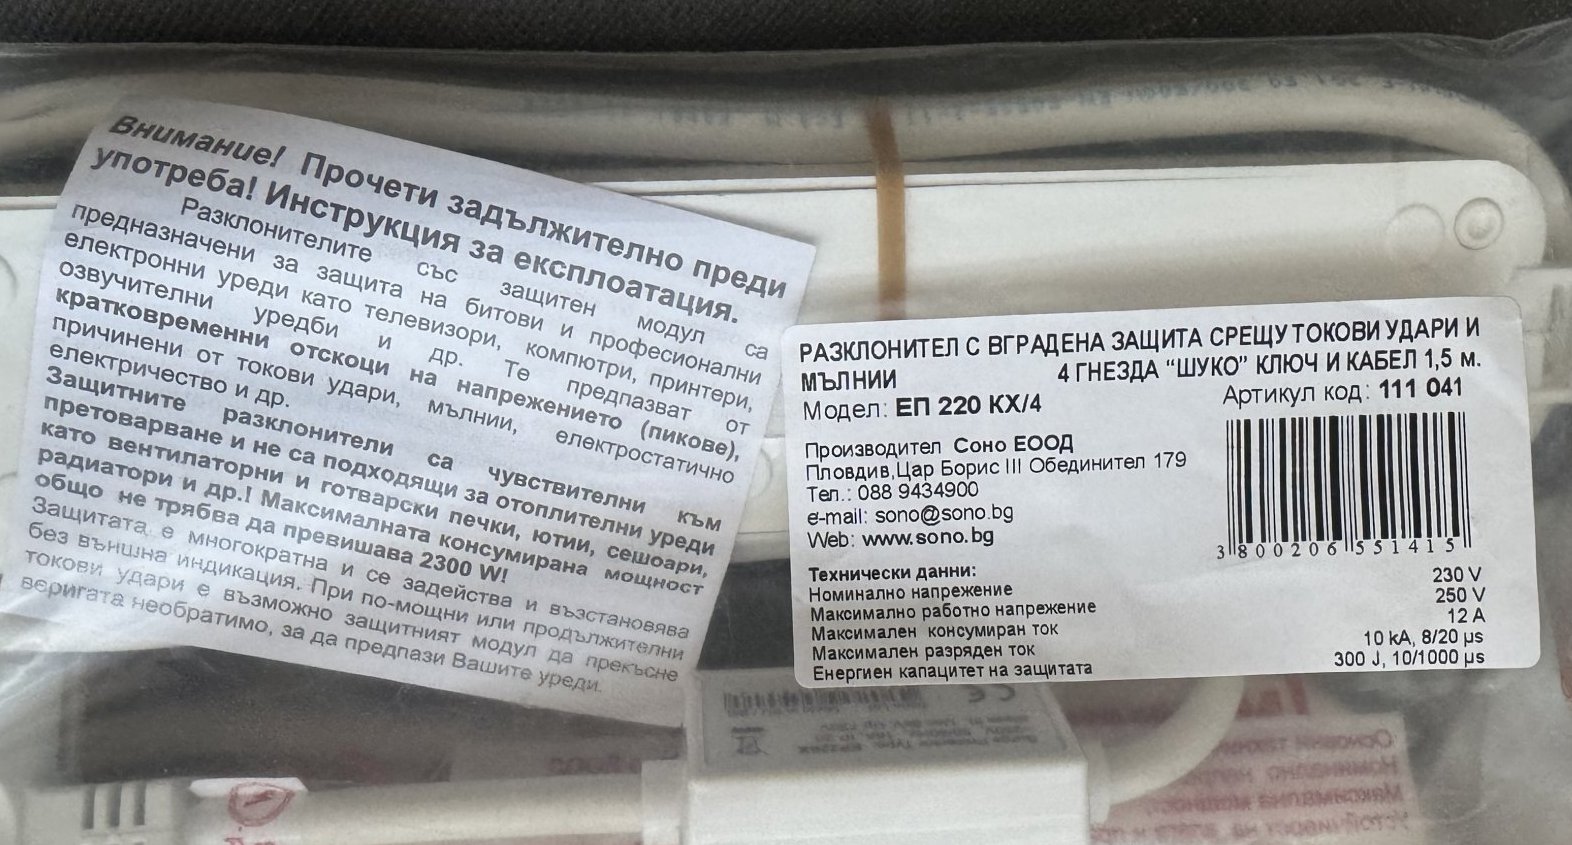 Внимание! Прочети задължително преди
употреба! Инструкция за експлоатация.
Разклонителите със защитен модул са
предназначени за защита на битови и професионални
електронни уреди като телевизори, компютри, принтери,
озвучителни уредби и др. Те предпазват от
кратковременни отскоци на напрежението (пикове),
причинени от токови удари, мълнии, електростатично
електричество и др.
Защитните разклонители са чувствителни към
претоварване и не са подходящи за отоплителни уреди
като вентилаторни и готварски печки, ютии, сешоари,
радиатори и др.! Максималната консумирана мощност
общо не трябва да превишава 2300 W!
Защитата е многократна и се задейства и възстановява
без външна индикация. При по-мощни или продължителни
токови удари е възможно защитният модул да прекъсне
веригата необратимо, за да предпази Вашите уреди.
РАЗКЛОНИТЕЛ С ВГРАДЕНА ЗАЩИТА СРЕЩУ ТОКОВИ УДАРИ И
МЪЛНИИ 4 ГНЕЗДА “ШУКО” КЛЮЧ И КАБЕЛ 1,5 м.
Модел: ЕП 220 КХ/4 Артикул код: 111 041
Производител Соно ЕООД
Пловдив,Цар Борис III Обединител 179
Тел.: 088 9434900
e-mail: sono@sono.bg
Web: www.sono.bg
3800206551415
Технически данни:
Номинално напрежение 230 V
Максимално работно напрежение 250 V
Максимален консумиран ток 12 A
Максимален разряден ток 10 kA, 8/20 µs
Енергиен капацитет на защитата 300 J, 10/1000 µs